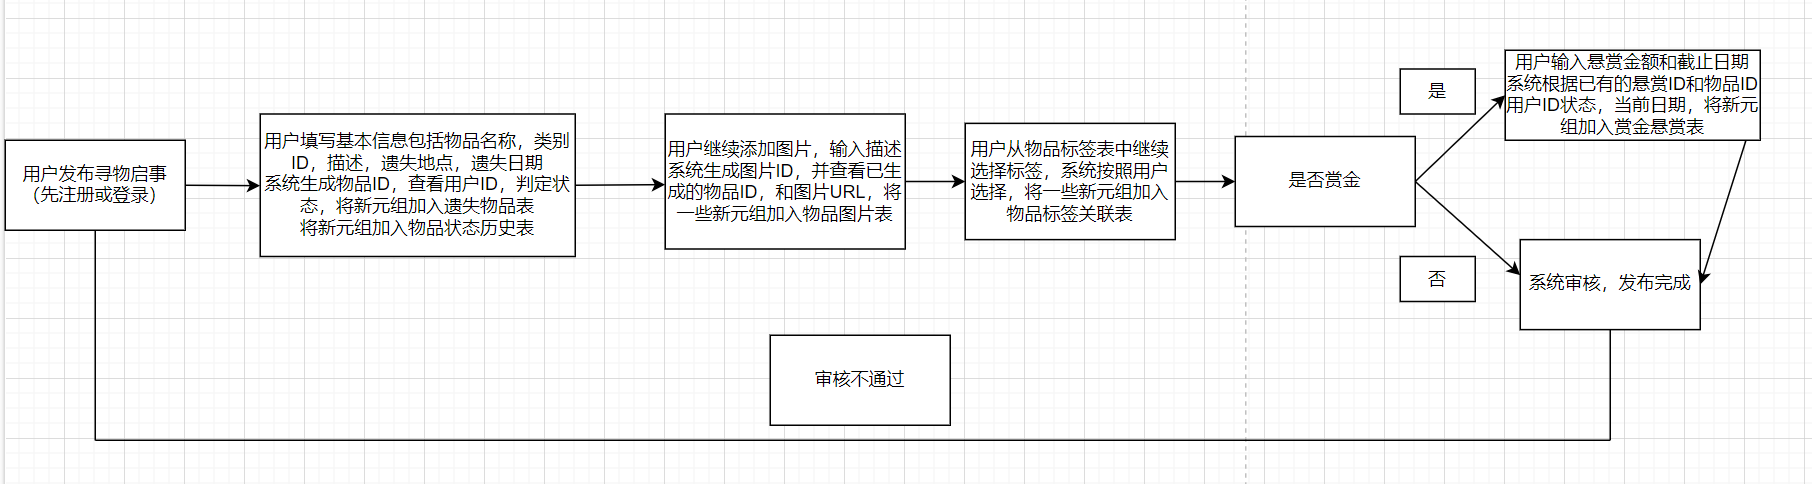 用户发布寻物启事
（先注册或登录）
用户填写基本信息包括物品名称，类别
ID，描述，遗失地点，遗失日期
系统生成物品ID，查看用户ID，判定状
态，将新元组加入遗失物品表
将新元组加入物品状态历史表
用户继续添加图片，输入描述
系统生成图片ID，并查看已生
成的物品ID，和图片URL，将
一些新元组加入物品图片表
用户从物品标签表中继续
选择标签，系统按照用户
选择，将一些新元组加入
物品标签关联表
是否赏金
是
用户输入悬赏金额和截止日期
系统根据已有的悬赏ID和物品ID
用户ID状态，当前日期，将新元
组加入赏金悬赏表
否
系统审核，发布完成
审核不通过